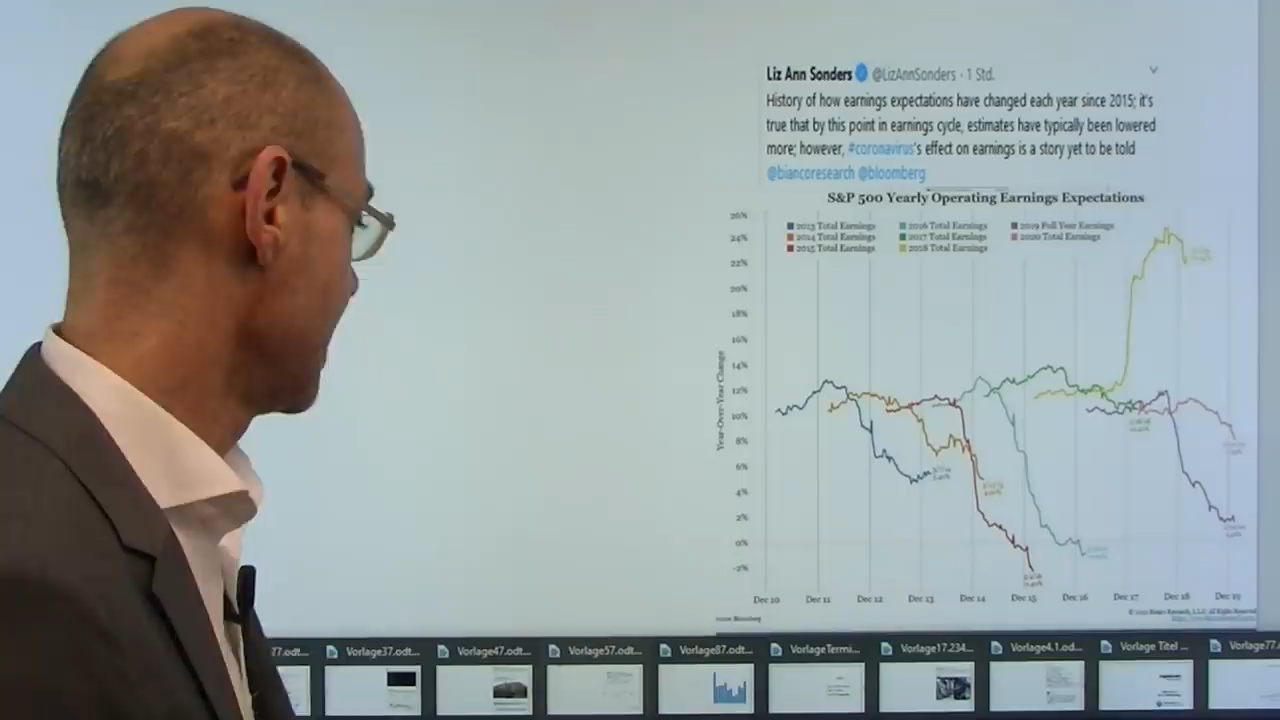 Liz Ann Sonders @LizAnnSonders · 1 Std.
History of how earnings expectations have changed each year since 2015; it's
true that by this point in earnings cycle, estimates have typically been lowered
more; however, #coronavirus's effect on earnings is a story yet to be told
@biancoresearch @bloomberg
S&P 500 Yearly Operating Earnings Expectations
2013 Total Earnings 2016 Total Earnings 2019 Full Year Earnings
2014 Total Earnings 2017 Total Earnings 2020 Total Earnings
2015 Total Earnings 2018 Total Earnings
Year-Over-Year Change
26%
24%
22%
20%
18%
16%
14%
12%
10%
8%
6%
4%
2%
0%
-2%
Dec 10 Dec 11 Dec 12 Dec 13 Dec 14 Dec 15 Dec 16 Dec 17 Dec 18 Dec 19
77.odt... Vorlage37.odt... Vorlage47.odt... Vorlage57.odt... Vorlage87.odt... VorlageTermi... Vorlage17.234... Vorlage4.1.od... Vorlage Titel ... Vorlage77.